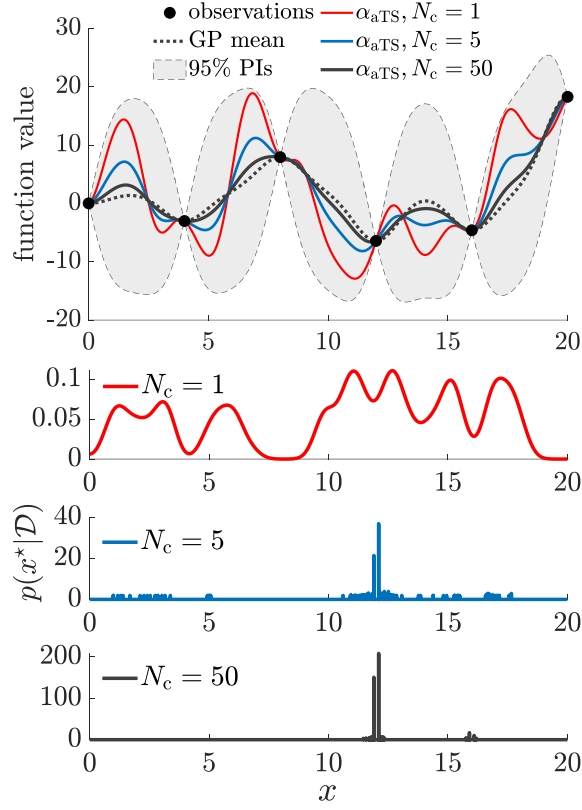 observations
GP mean
95% PIs
α_aTS, N_c = 1
α_aTS, N_c = 5
α_aTS, N_c = 50
function value
30
20
10
0
-10
-20
0 5 10 15 20
N_c = 1
0.1
0.05
0
0 5 10 15 20
N_c = 5
40
20
0
0 5 10 15 20
p(x⋆|𝒟)
N_c = 50
200
100
0
0 5 10 15 20
x